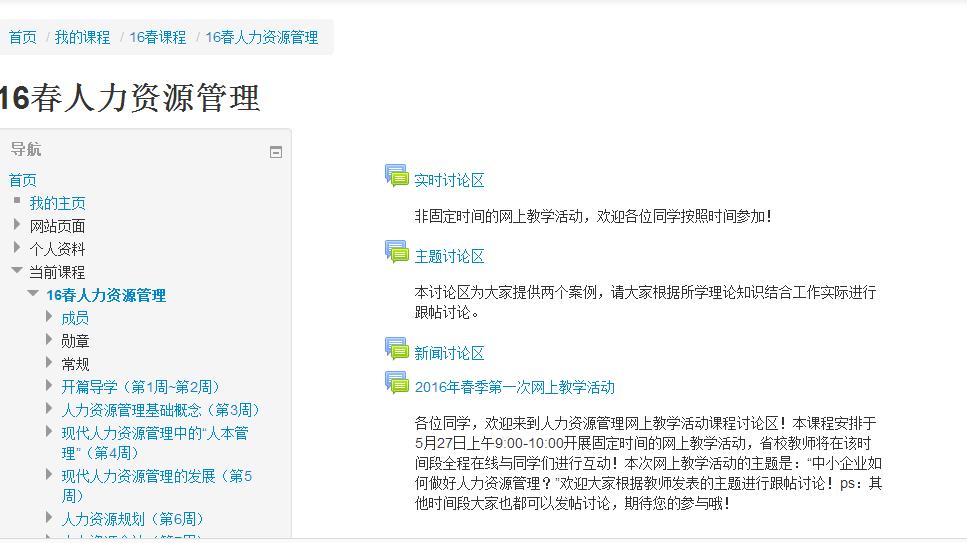 首页 / 我的课程 / 16春课程 / 16春人力资源管理
16春人力资源管理
导航
首页
我的主页
网站页面
个人资料
当前课程
16春人力资源管理
成员
勋章
常规
开篇导学（第1周~第2周）
人力资源管理基础概念（第3周）
现代人力资源管理中的“人本管
理”（第4周）
现代人力资源管理的发展（第5
周）
人力资源规划（第6周）
实时讨论区
非固定时间的网上教学活动，欢迎各位同学按照时间参加！
主题讨论区
本讨论区为大家提供两个案例，请大家根据所学理论知识结合工作实际进行
跟帖讨论。
新闻讨论区
2016年春季第一次网上教学活动
各位同学，欢迎来到人力资源管理网上教学活动课程讨论区！本课程安排于
5月27日上午9:00-10:00开展固定时间的网上教学活动，省校教师将在该时
间段全程在线与同学们进行互动！本次网上教学活动的主题是：“中小企业如
何做好人力资源管理？”欢迎大家根据教师发表的主题进行跟帖讨论！ps：其
他时间段大家也都可以发帖讨论，期待您的参与哦！